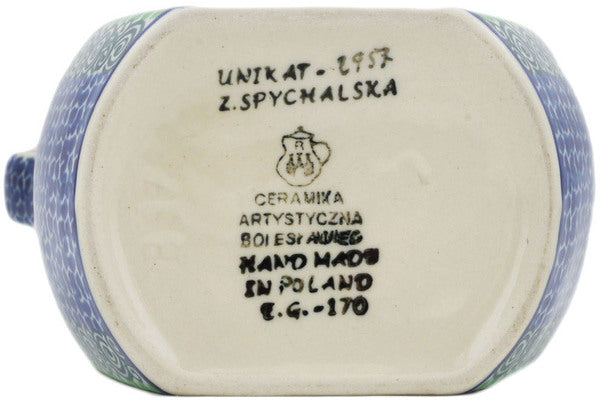 UNIKAT - 2957
Z. SPYCHALSKA
R
CERAMIKA
ARTYSTYCZNA
BOLESŁAWIEC
HAND MADE
IN POLAND
E.G.-170